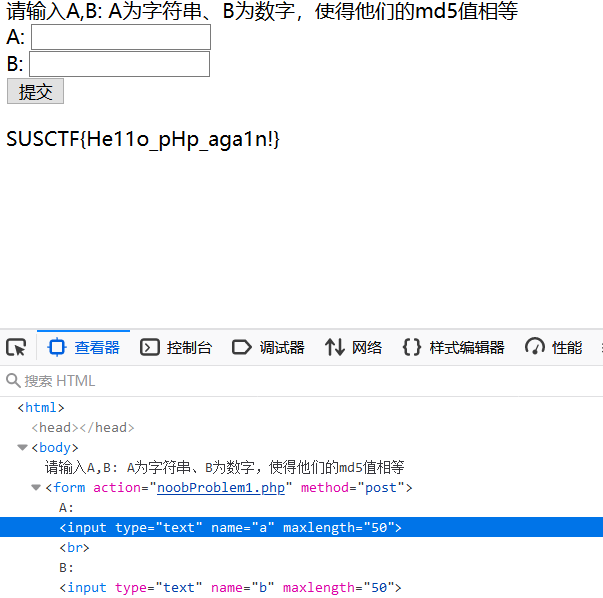 请输入A,B: A为字符串、B为数字，使得他们的md5值相等
A:
B:
提交
SUSCTF{He11o_pHp_aga1n!}
查看器 控制台 调试器 网络 {} 样式编辑器 性能
搜索 HTML
<html>
<head></head>
<body>
请输入A,B: A为字符串、B为数字，使得他们的md5值相等
<form action="noobProblem1.php" method="post">
A:
<input type="text" name="a" maxlength="50">
<br>
B:
<input type="text" name="b" maxlength="50">